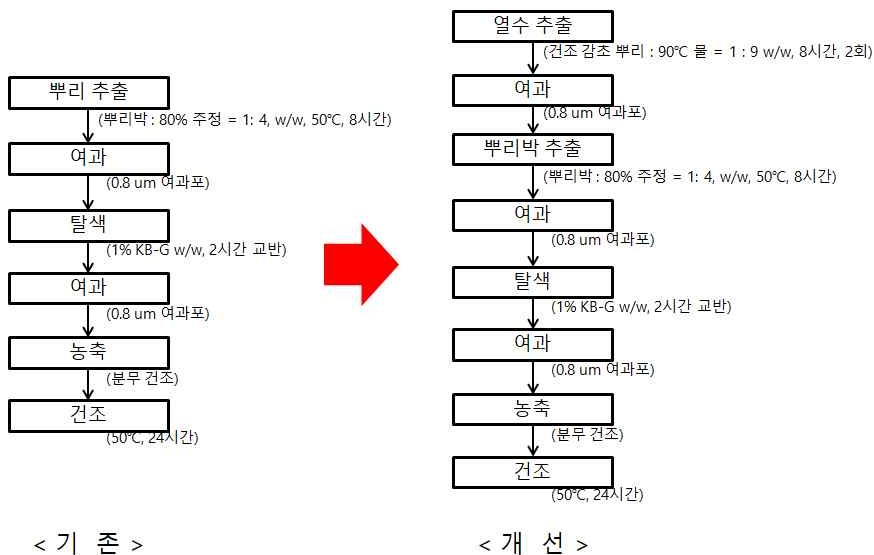 뿌리 추출
(뿌리박 : 80% 주정 = 1: 4, w/w, 50℃, 8시간)
여과
(0.8 um 여과포)
탈색
(1% KB-G w/w, 2시간 교반)
여과
(0.8 um 여과포)
농축
(분무 건조)
건조
(50℃, 24시간)
< 기 존 >
열수 추출
(건조 감초 뿌리 : 90℃ 물 = 1 : 9 w/w, 8시간, 2회)
여과
(0.8 um 여과포)
뿌리박 추출
(뿌리박 : 80% 주정 = 1: 4, w/w, 50℃, 8시간)
여과
(0.8 um 여과포)
탈색
(1% KB-G w/w, 2시간 교반)
여과
(0.8 um 여과포)
농축
(분무 건조)
건조
(50℃, 24시간)
< 개 선 >